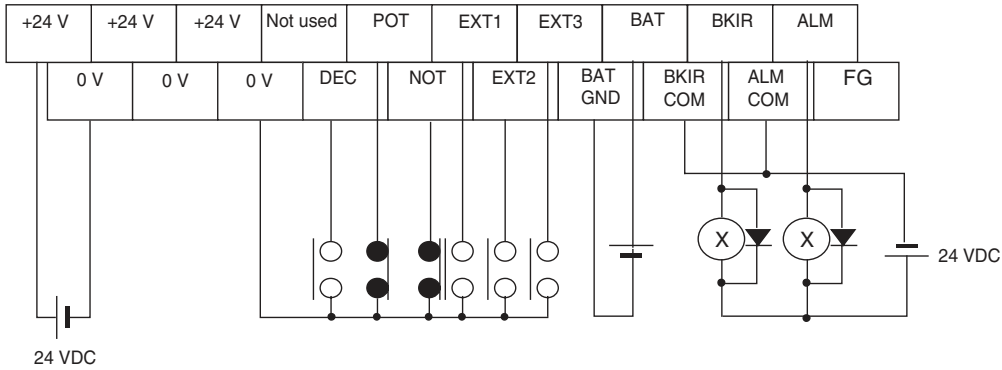 +24 V +24 V +24 V Not used POT EXT1 EXT3 BAT BKIR ALM
0 V 0 V 0 V DEC NOT EXT2 BAT GND BKIR COM ALM COM FG
X X
24 VDC
24 VDC